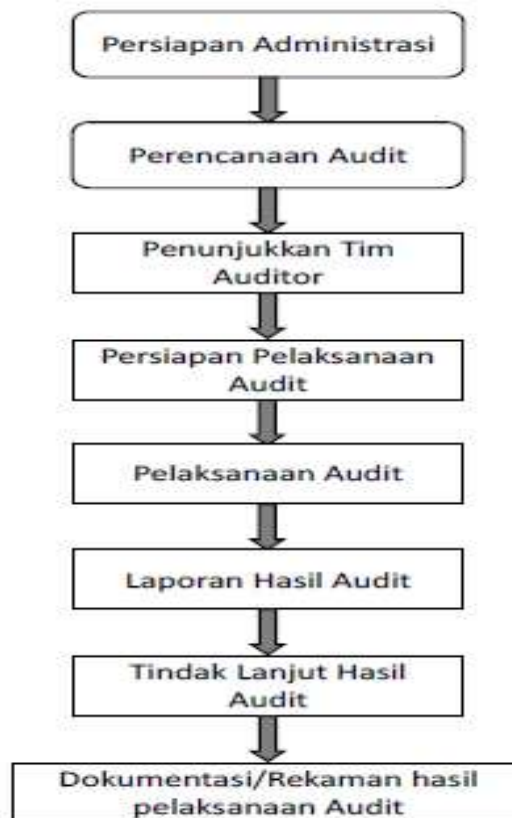 Persiapan Administrasi
Perencanaan Audit
Penunjukkan Tim
Auditor
Persiapan Pelaksanaan
Audit
Pelaksanaan Audit
Laporan Hasil Audit
Tindak Lanjut Hasil
Audit
Dokumentasi/Rekaman hasil
pelaksanaan Audit